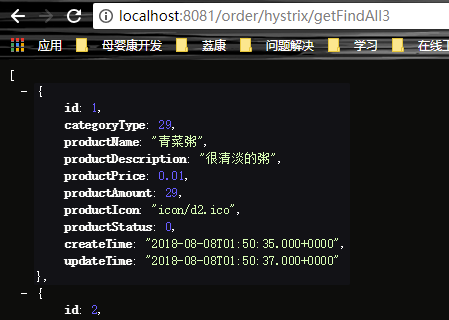 localhost:8081/order/hystrix/getFindAll3
应用 母婴康开发 荔康 问题解决 学习 在线工
[
- {
id: 1,
categoryType: 29,
productName: "青菜粥",
productDescription: "很清淡的粥",
productPrice: 0.01,
productAmount: 29,
productIcon: "icon/d2.ico",
productStatus: 0,
createTime: "2018-08-08T01:50:35.000+0000",
updateTime: "2018-08-08T01:50:37.000+0000"
},
- {
id: 2,